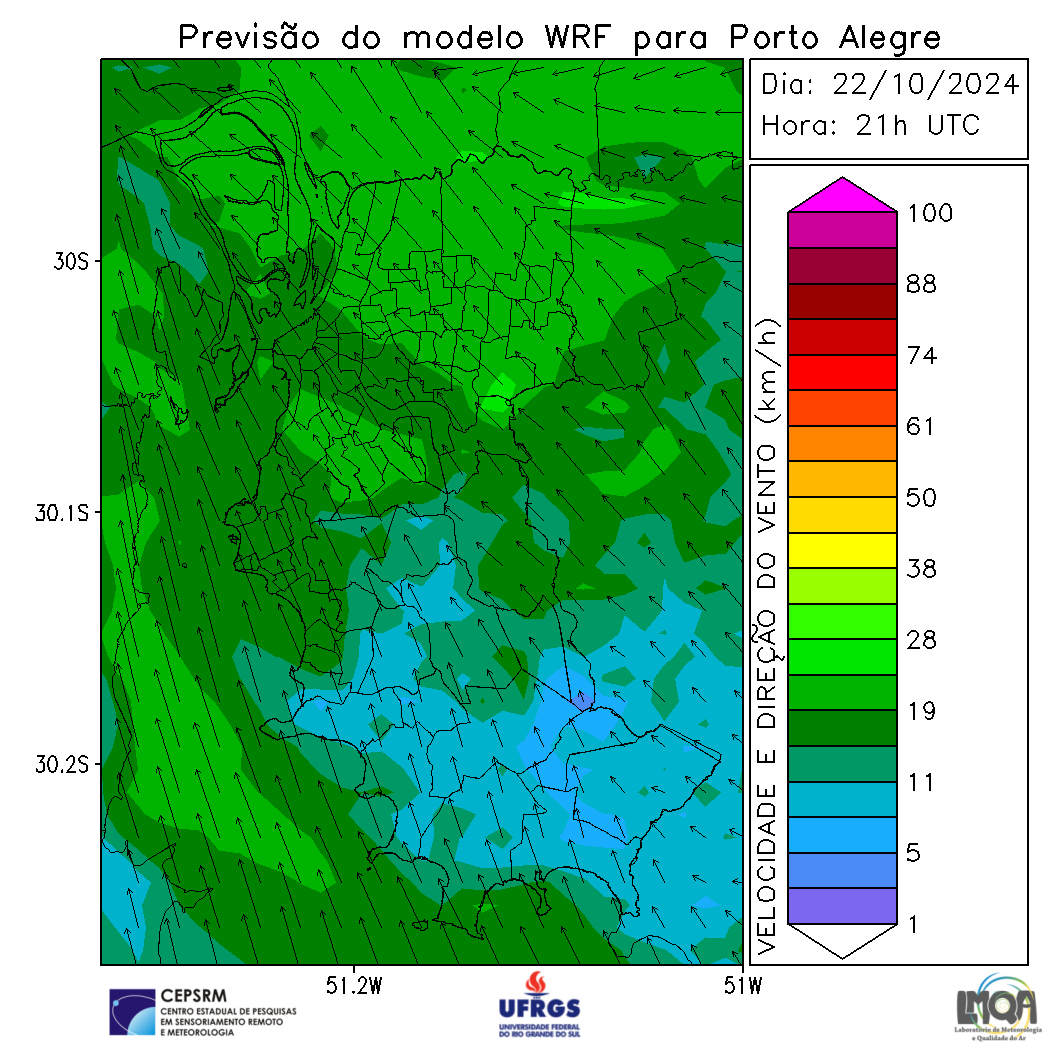 Previsão do modelo WRF para Porto Alegre
Dia: 22/10/2024
Hora: 21h UTC
30S
30.1S
30.2S
51.2W
51W
VELOCIDADE E DIREÇÃO DO VENTO (km/h)
100
88
74
61
50
38
28
19
11
5
1
CEPSRM
CENTRO ESTADUAL DE PESQUISAS
EM SENSORIAMENTO REMOTO
E METEOROLOGIA
UFRGS
UNIVERSIDADE FEDERAL
DO RIO GRANDE DO SUL
LMQA
Laboratório de Meteorologia
e Qualidade do Ar